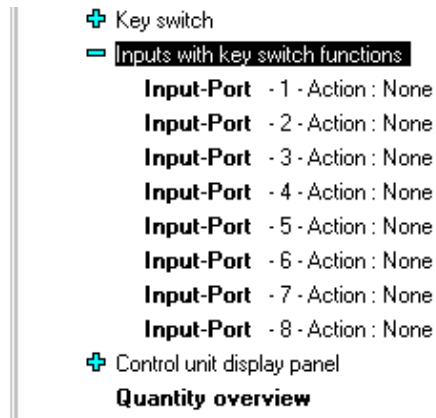 Key switch
Inputs with key switch functions
Input-Port - 1 - Action : None
Input-Port - 2 - Action : None
Input-Port - 3 - Action : None
Input-Port - 4 - Action : None
Input-Port - 5 - Action : None
Input-Port - 6 - Action : None
Input-Port - 7 - Action : None
Input-Port - 8 - Action : None
Control unit display panel
Quantity overview